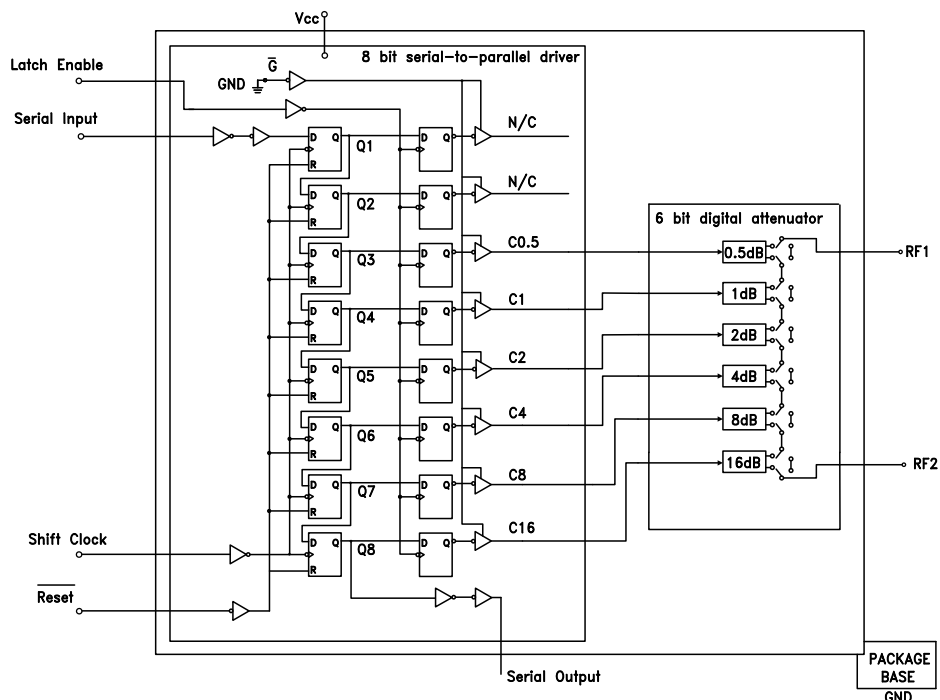 Vcc
8 bit serial-to-parallel driver
Latch Enable
G
GND
Serial Input
D Q
R
Q1
D Q
N/C
D Q
R
Q2
D Q
N/C
6 bit digital attenuator
D Q
R
Q3
D Q
C0.5
0.5dB
RF1
D Q
R
Q4
D Q
C1
1dB
D Q
R
Q5
D Q
C2
2dB
D Q
R
Q6
D Q
C4
4dB
D Q
R
Q7
D Q
C8
8dB
D Q
R
Q8
D Q
C16
16dB
RF2
Shift Clock
Reset
Serial Output
PACKAGE
BASE
GND